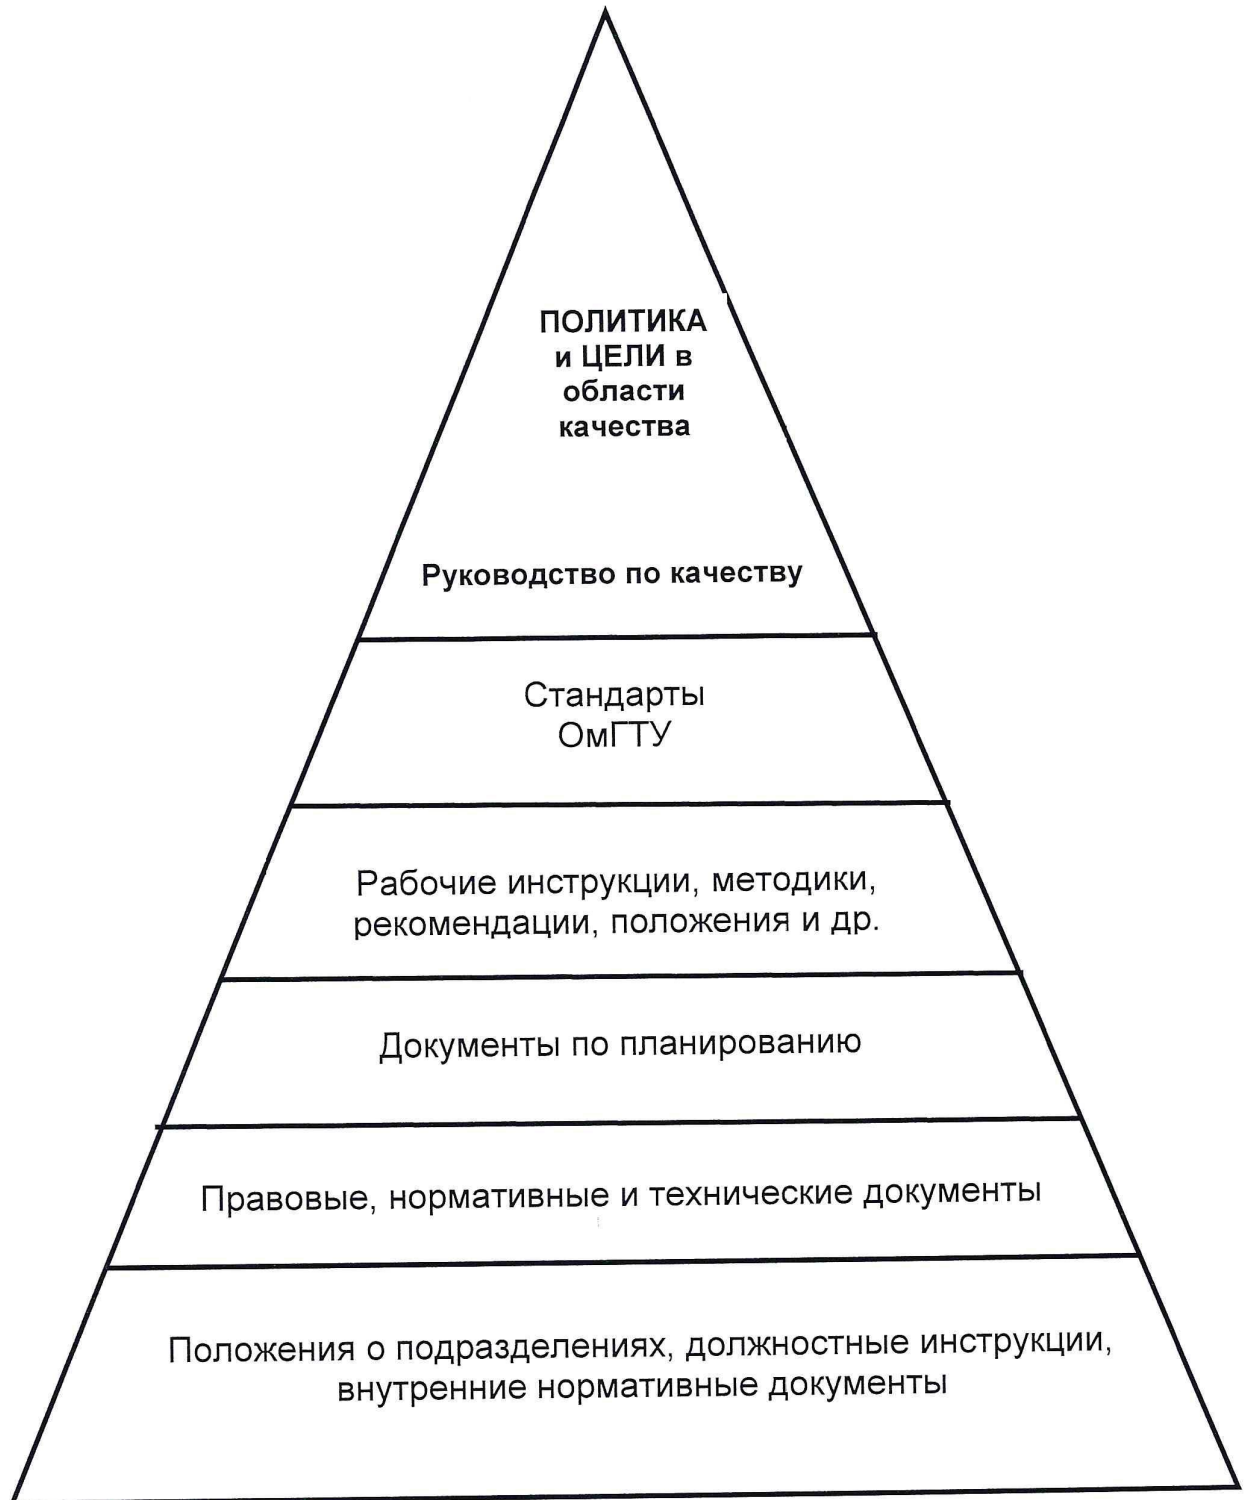 ПОЛИТИКА
и ЦЕЛИ в
области
качества
Руководство по качеству
Стандарты
ОмГТУ
Рабочие инструкции, методики,
рекомендации, положения и др.
Документы по планированию
Правовые, нормативные и технические документы
Положения о подразделениях, должностные инструкции,
внутренние нормативные документы